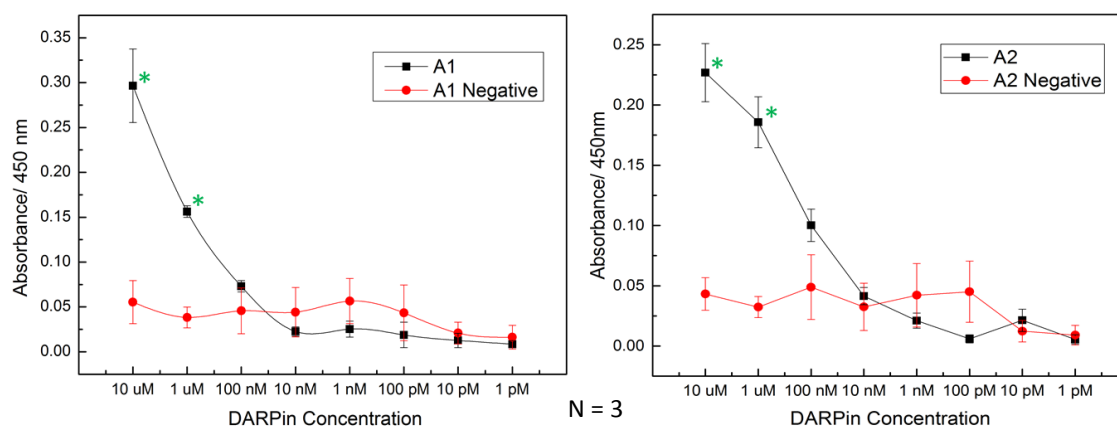 0.35
0.30
0.25
0.20
0.15
0.10
0.05
0.00
Absorbance/ 450 nm
A1
A1 Negative
*
*
10 uM 1 uM 100 nM 10 nM 1 nM 100 pM 10 pM 1 pM
DARPin Concentration
N = 3
0.25
0.20
0.15
0.10
0.05
0.00
Absorbance/ 450nm
A2
A2 Negative
*
*
10 uM 1 uM 100 nM 10 nM 1 nM 100 pM 10 pM 1 pM
DARPin Concentration